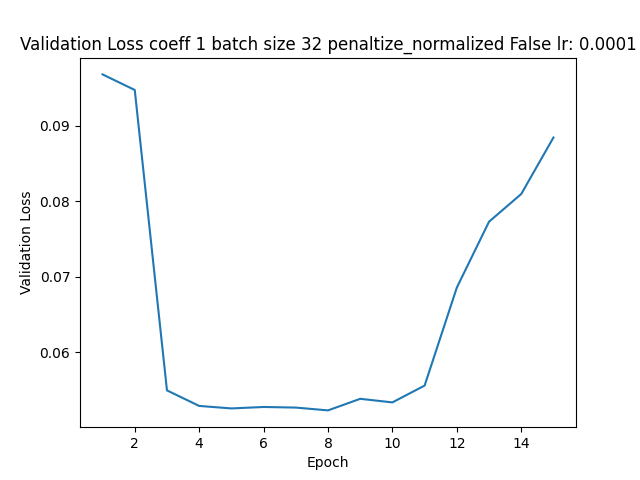 Validation Loss coeff 1 batch size 32 penaltize_normalized False lr: 0.0001
0.09
0.08
0.07
0.06
Validation Loss
2 4 6 8 10 12 14
Epoch